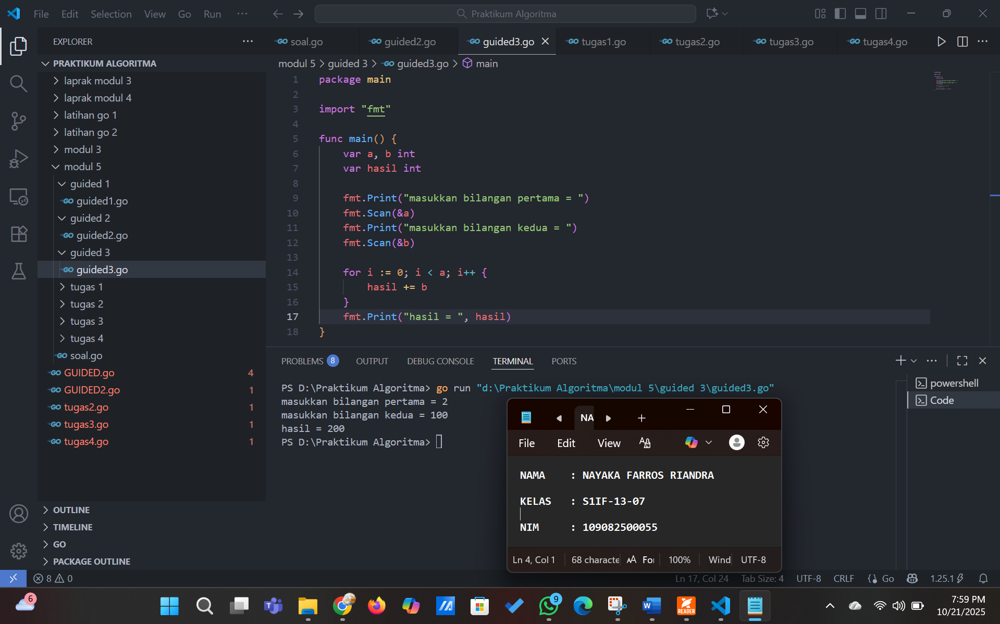 File Edit Selection View Go Run ··· Praktikum Algoritma
EXPLORER ···
soal.go guided2.go guided3.go tugas1.go tugas2.go tugas3.go tugas4.go
PRAKTIKUM ALGORITMA
laprak modul 3
laprak modul 4
latihan go 1
latihan go 2
modul 3
modul 5
guided 1
guided1.go
guided 2
guided2.go
guided 3
guided3.go
tugas 1
tugas 2
tugas 3
tugas 4
soal.go
GUIDED.go 4
GUIDED2.go 1
tugas2.go 1
tugas3.go 1
tugas4.go 1
OUTLINE
TIMELINE
GO
PACKAGE OUTLINE
modul 5 > guided 3 > guided3.go > main
1 package main
2
3 import "fmt"
4
5 func main() {
6 var a, b int
7 var hasil int
8
9 fmt.Print("masukkan bilangan pertama = ")
10 fmt.Scan(&a)
11 fmt.Print("masukkan bilangan kedua = ")
12 fmt.Scan(&b)
13
14 for i := 0; i < a; i++ {
15 hasil += b
16 }
17 fmt.Print("hasil = ", hasil)
18 }
PROBLEMS 8 OUTPUT DEBUG CONSOLE TERMINAL PORTS
PS D:\Praktikum Algoritma> go run "d:\Praktikum Algoritma\modul 5\guided 3\guided3.go"
masukkan bilangan pertama = 2
masukkan bilangan kedua = 100
hasil = 200
PS D:\Praktikum Algoritma>
powershell
Code
NA
File Edit View
NAMA : NAYAKA FARROS RIANDRA
KELAS : S1IF-13-07
NIM : 109082500055
Ln 4, Col 1 68 characte 100% Wind UTF-8
8 0 Ln 17, Col 24 Tab Size: 4 UTF-8 CRLF Go 1.25.1
6 9 READER
7:59 PM
10/21/2025